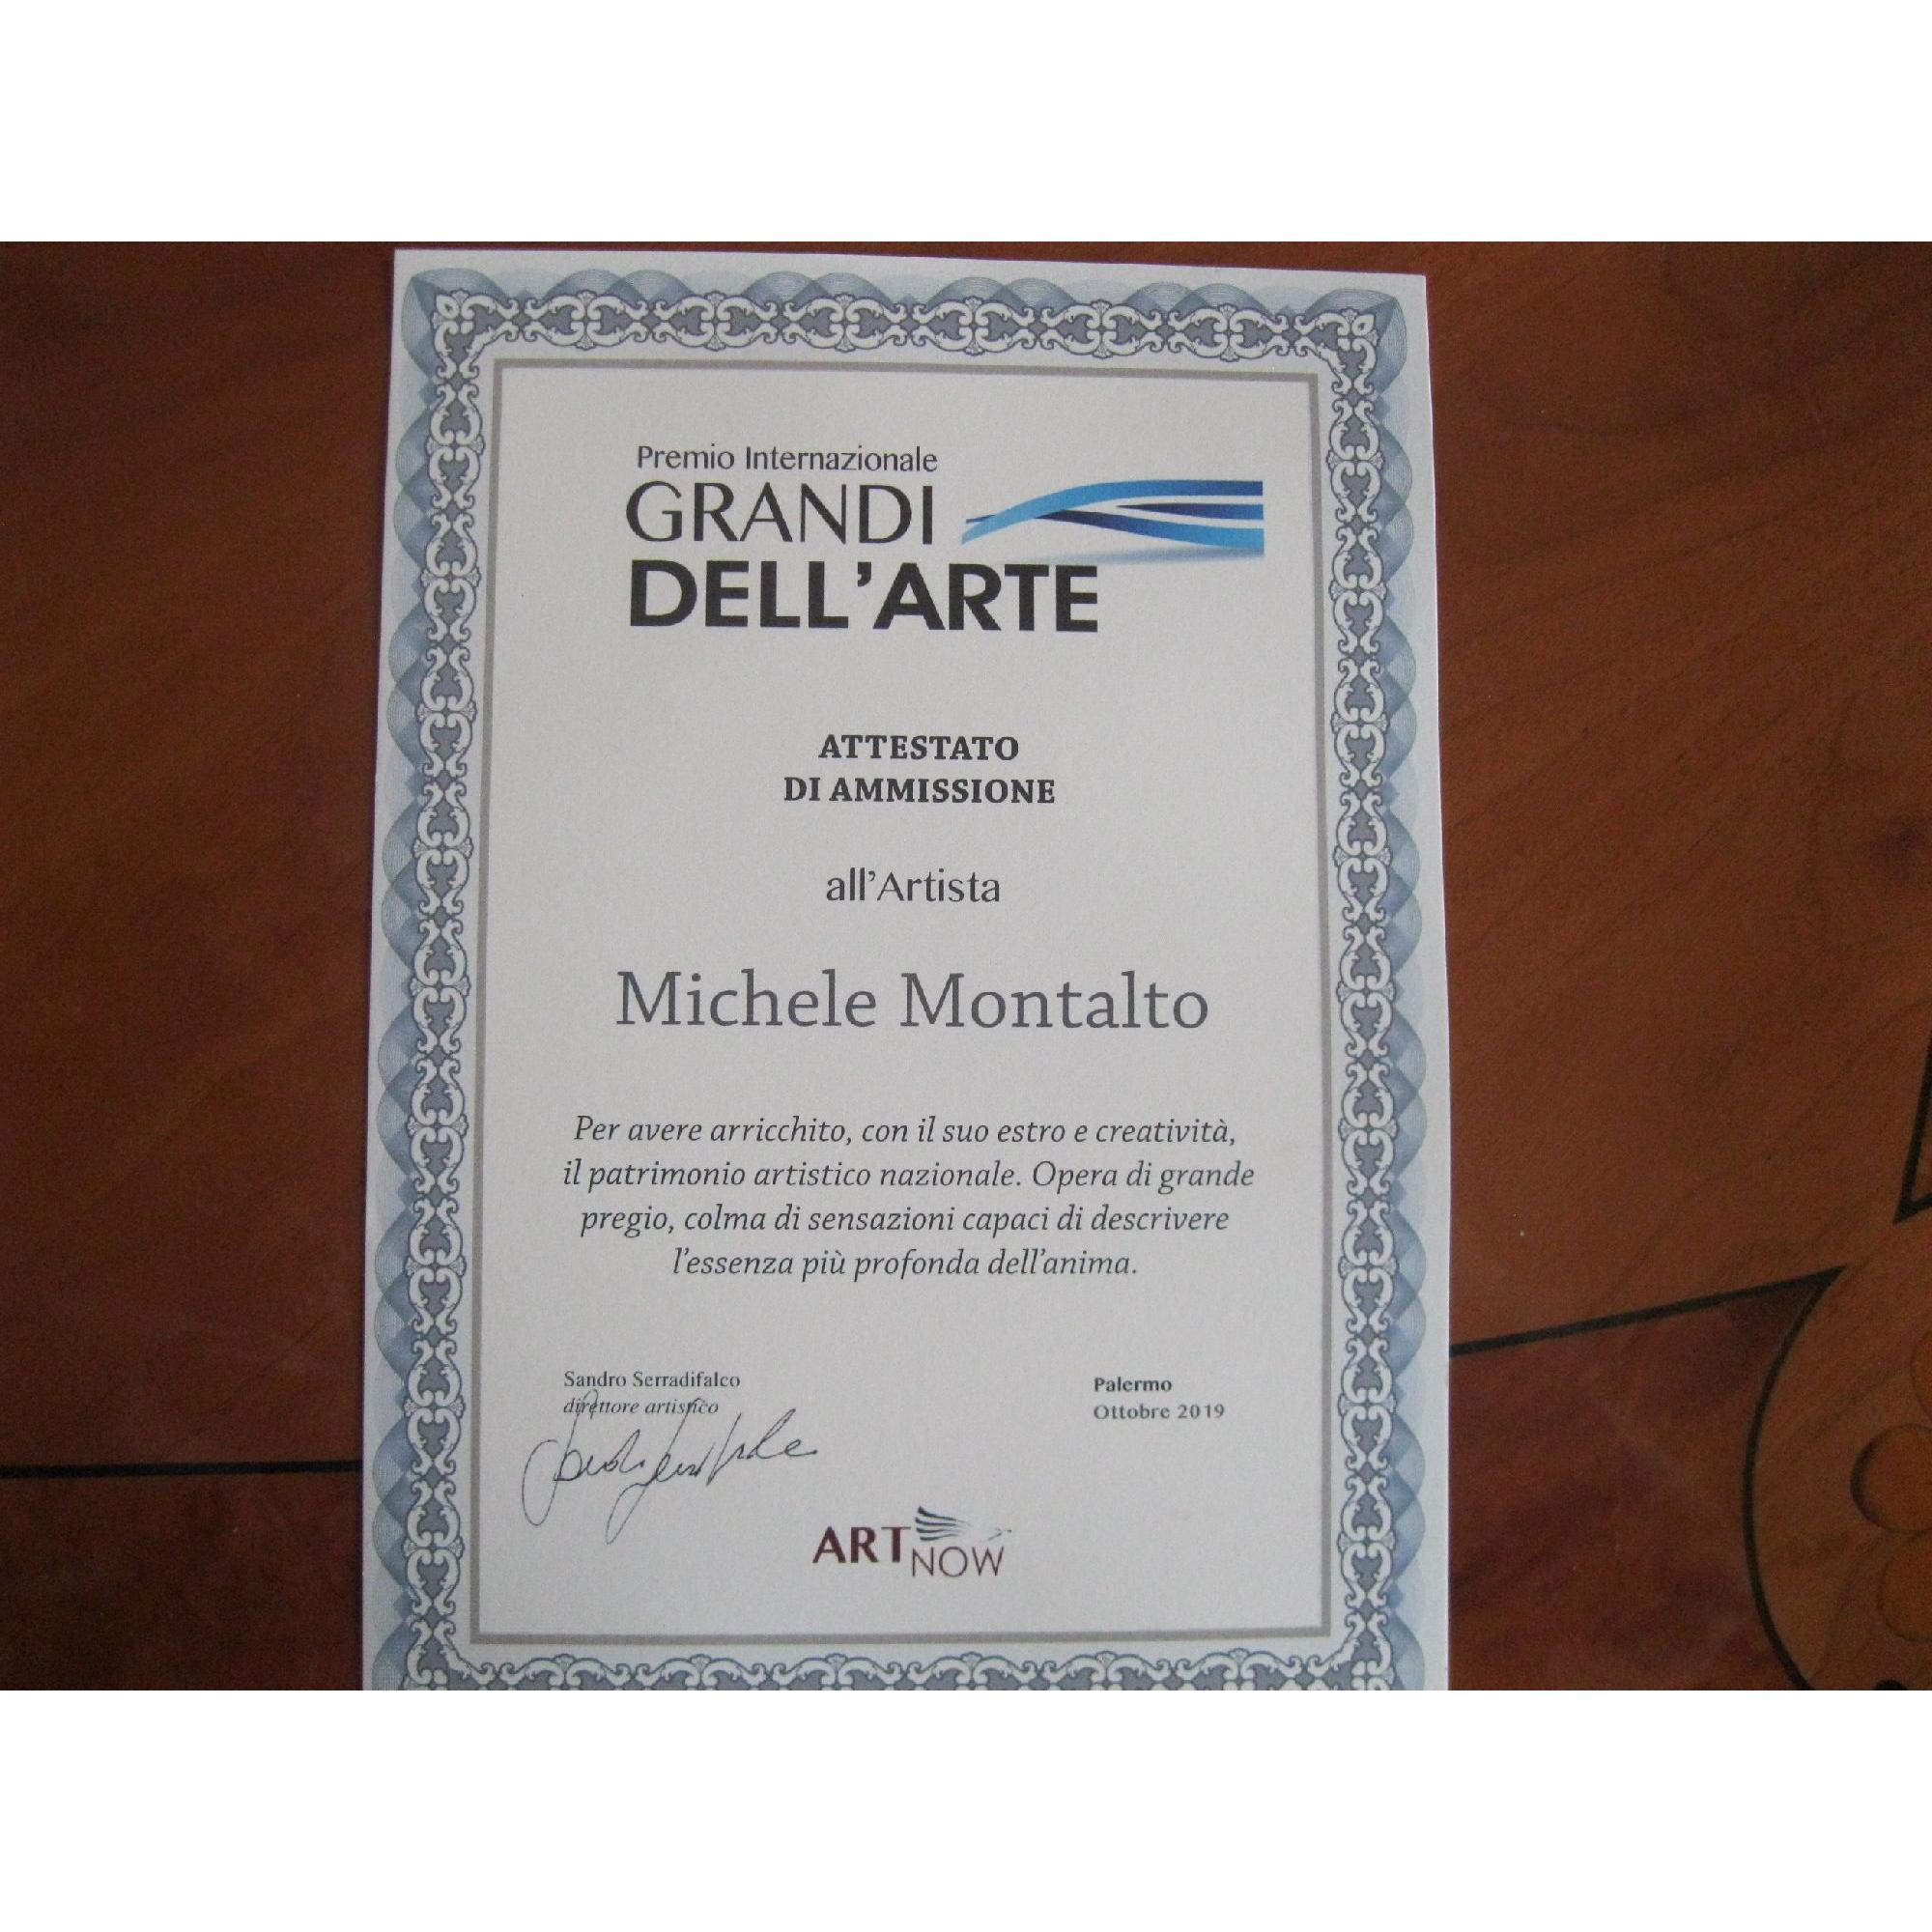 Premio Internazionale
GRANDI
DELL'ARTE
ATTESTATO
DI AMMISSIONE
all'Artista
Michele Montalto
Per avere arricchito, con il suo estro e creatività,
il patrimonio artistico nazionale. Opera di grande
pregio, colma di sensazioni capaci di descrivere
l'essenza più profonda dell'anima.
Sandro Serradifalco
direttore artistico
Palermo
Ottobre 2019
ART NOW